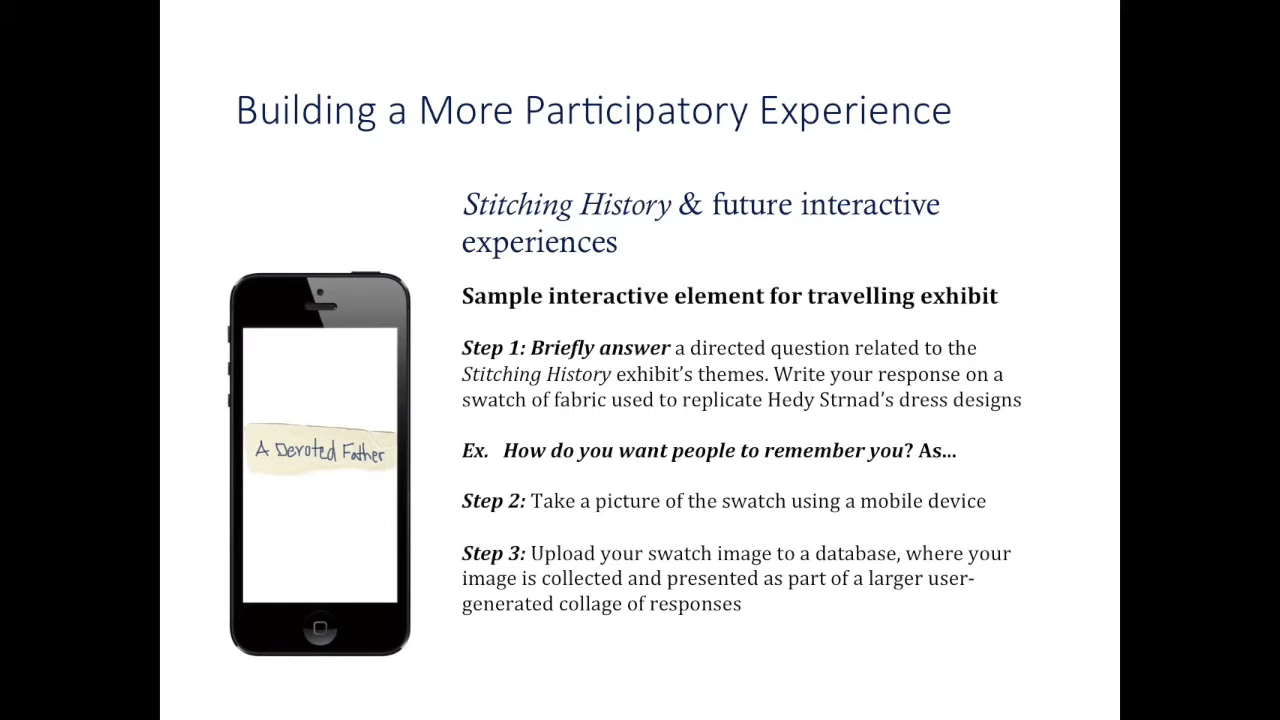 Building a More Participatory Experience
Stitching History & future interactive
experiences
Sample interactive element for travelling exhibit
Step 1: Briefly answer a directed question related to the
Stitching History exhibit's themes. Write your response on a
swatch of fabric used to replicate Hedy Strnad's dress designs
Ex. How do you want people to remember you? As...
Step 2: Take a picture of the swatch using a mobile device
Step 3: Upload your swatch image to a database, where your
image is collected and presented as part of a larger user-
generated collage of responses
A Devoted Father